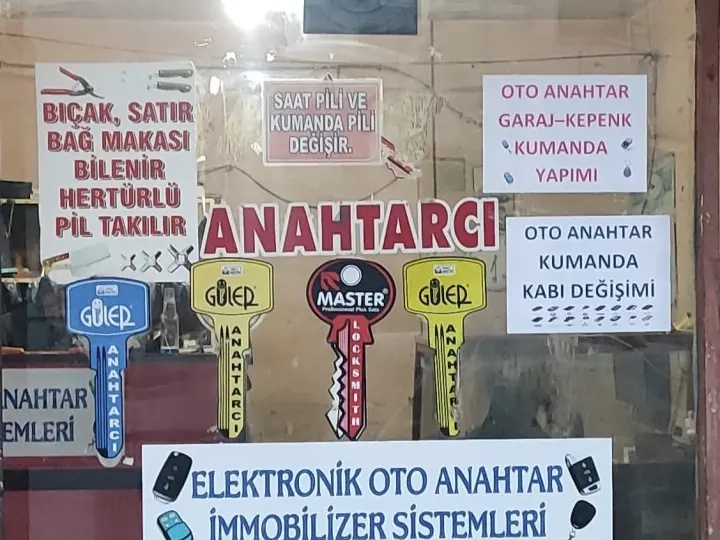 BIÇAK, SATIR
BAĞ MAKASI
BİLENİR
HERTÜRLÜ
PİL TAKILIR
SAAT PİLİ VE
KUMANDA PİLİ
DEĞİŞİR.
OTO ANAHTAR
GARAJ–KEPENK
KUMANDA
YAPIMI
ANAHTARCI
OTO ANAHTAR
KUMANDA
KABI DEĞİŞİMİ
GÜLER
ANAHTARCI
GÜLER
ANAHTARCI
MASTER
Professional Pick Sets
LOCKSMITH
GÜLER
ANAHTARCI
ANAHTAR
EMLERİ
ELEKTRONİK OTO ANAHTAR
İMMOBİLİZER SİSTEMLERİ